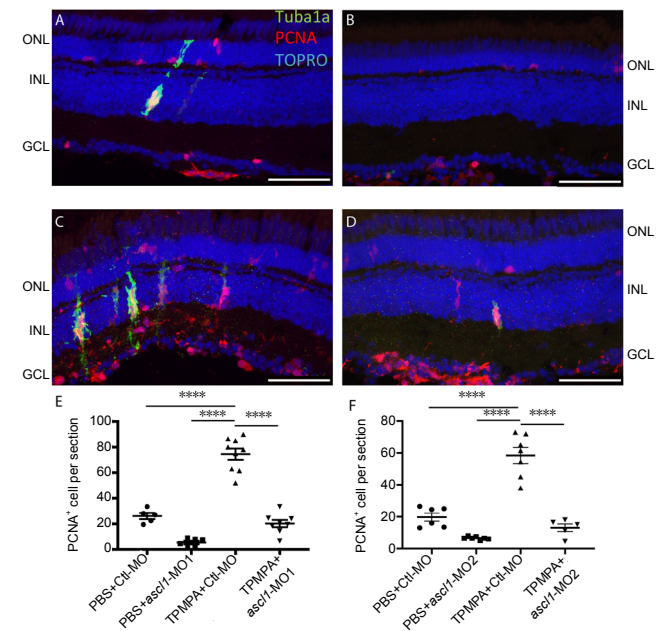 A
Tuba1a
PCNA
TOPRO
ONL
INL
GCL
B
ONL
INL
GCL
C
ONL
INL
GCL
D
ONL
INL
GCL
E
****
**** ****
PCNA+ cell per section
100
80
60
40
20
0
PBS+Ctl-MO
PBS+ascl1-MO1
TPMPA+Ctl-MO
TPMPA+
ascl1-MO1
F
****
**** ****
PCNA+ cell per section
80
60
40
20
0
PBS+Ctl-MO
PBS+ascl1-MO2
TPMPA+Ctl-MO
TPMPA+
ascl1-MO2